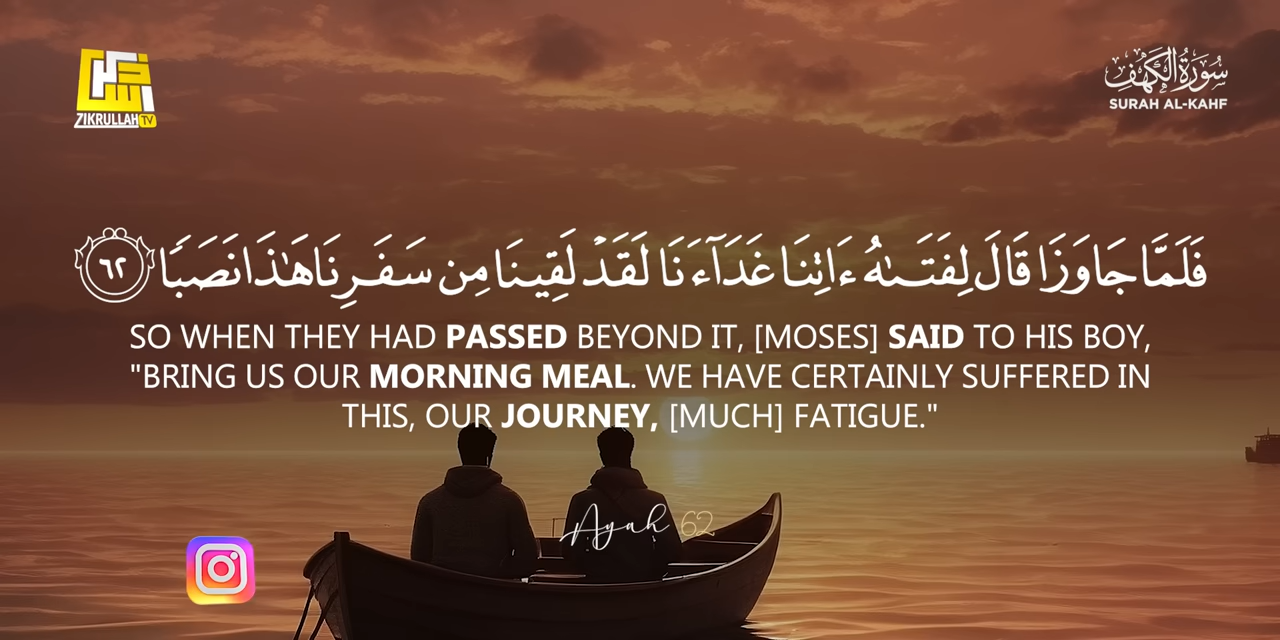 ZIKRULLAH TV
سُورَةُ الْكَهْفِ
SURAH AL-KAHF
فَلَمَّا جَاوَزَا قَالَ لِفَتَىٰهُ ءَاتِنَا غَدَآءَنَا لَقَدْ لَقِينَا مِن سَفَرِنَا هَٰذَا نَصَبًا ٦٢
SO WHEN THEY HAD PASSED BEYOND IT, [MOSES] SAID TO HIS BOY,
"BRING US OUR MORNING MEAL. WE HAVE CERTAINLY SUFFERED IN
THIS, OUR JOURNEY, [MUCH] FATIGUE."
Ayah 62